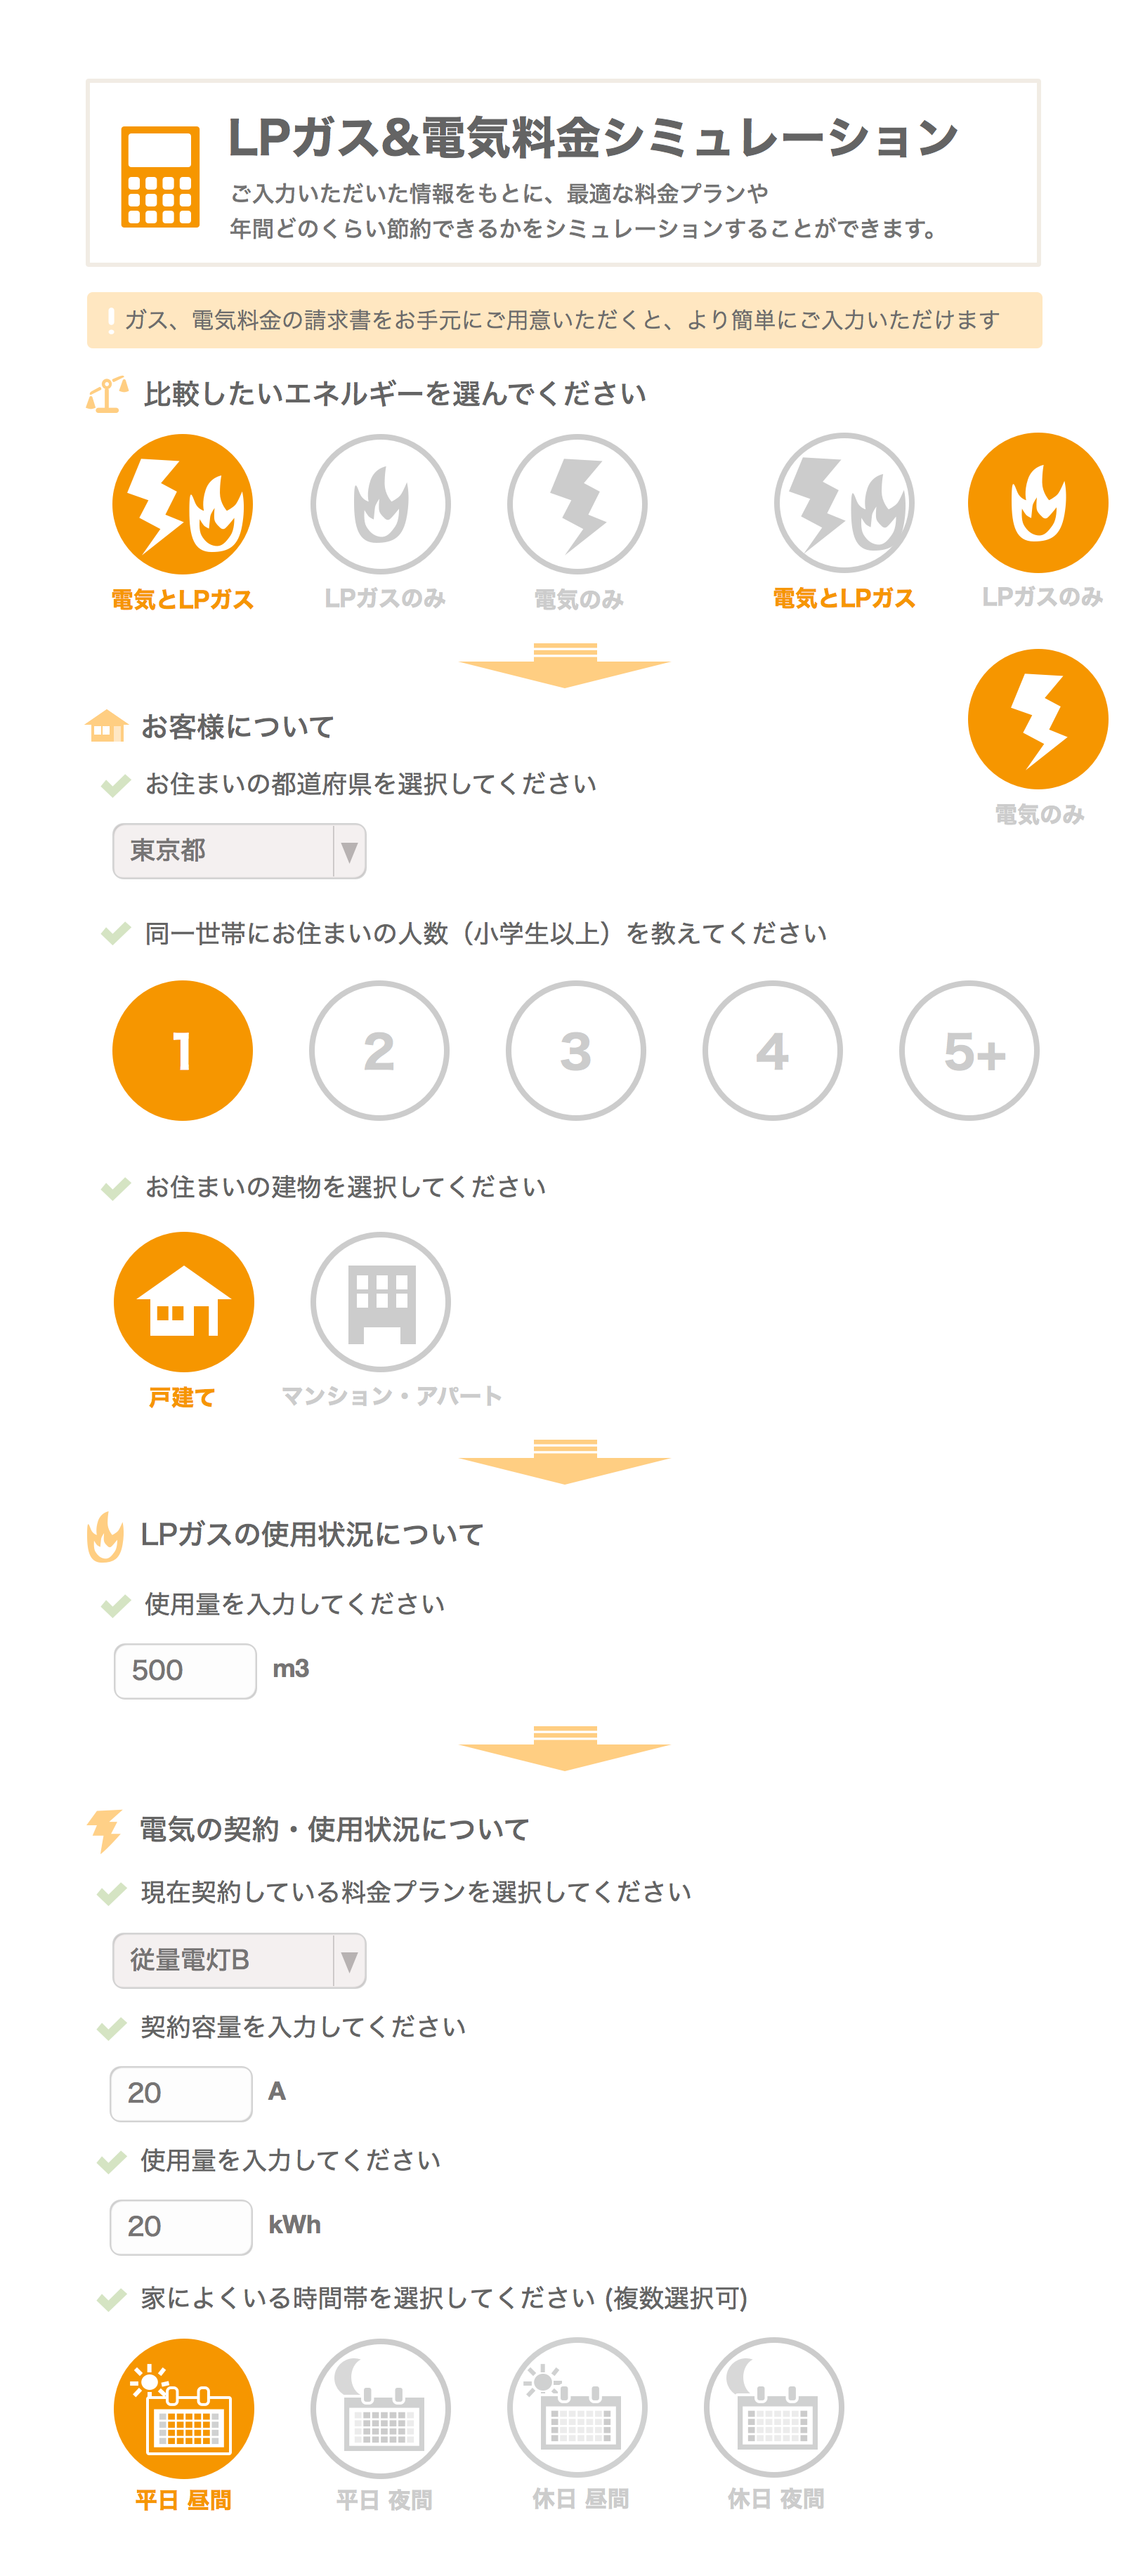 LPガス&電気料金シミュレーション
ご入力いただいた情報をもとに、最適な料金プランや
年間どのくらい節約できるかをシミュレーションすることができます。
! ガス、電気料金の請求書をお手元にご用意いただくと、より簡単にご入力いただけます
比較したいエネルギーを選んでください
電気とLPガス LPガスのみ 電気のみ 電気とLPガス LPガスのみ
お客様について
お住まいの都道府県を選択してください
電気のみ
東京都
同一世帯にお住まいの人数（小学生以上）を教えてください
1 2 3 4 5+
お住まいの建物を選択してください
戸建て マンション・アパート
LPガスの使用状況について
使用量を入力してください
500 m3
電気の契約・使用状況について
現在契約している料金プランを選択してください
従量電灯B
契約容量を入力してください
20 A
使用量を入力してください
20 kWh
家によくいる時間帯を選択してください (複数選択可)
平日 昼間 平日 夜間 休日 昼間 休日 夜間